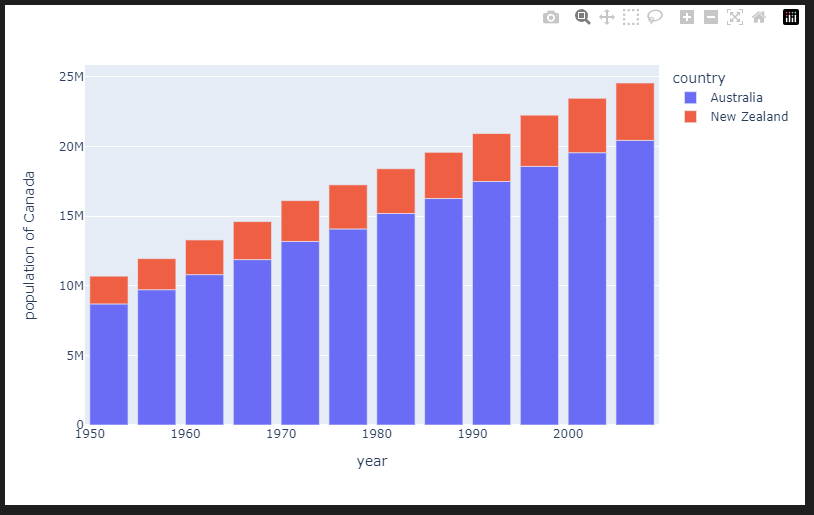 country
Australia
New Zealand
population of Canada
25M
20M
15M
10M
5M
0
1950 1960 1970 1980 1990 2000
year